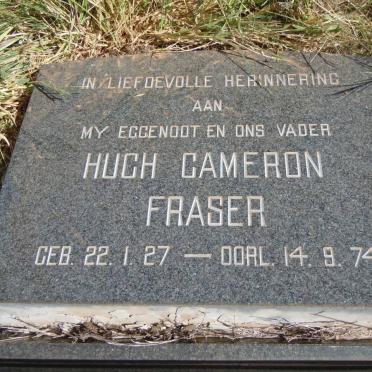 IN LIEFDEVOLLE HERINNERING
AAN
MY EGGENOOT EN ONS VADER
HUGH CAMERON
FRASER
GEB. 22. 1. 27 — OORL. 14. 9. 74